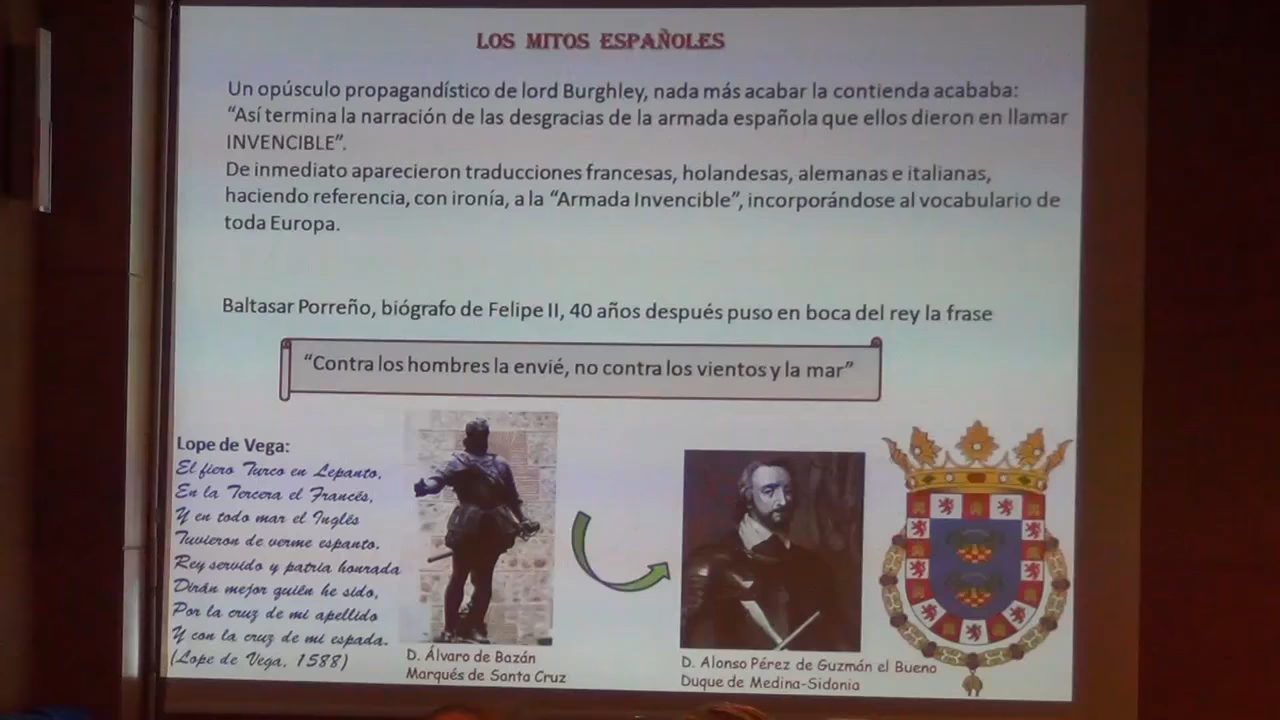 LOS MITOS ESPAÑOLES
Un opúsculo propagandístico de lord Burghley, nada más acabar la contienda acababa:
“Así termina la narración de las desgracias de la armada española que ellos dieron en llamar
INVENCIBLE”.
De inmediato aparecieron traducciones francesas, holandesas, alemanas e italianas,
haciendo referencia, con ironía, a la “Armada Invencible”, incorporándose al vocabulario de
toda Europa.
Baltasar Porreño, biógrafo de Felipe II, 40 años después puso en boca del rey la frase
“Contra los hombres la envié, no contra los vientos y la mar”
Lope de Vega:
El fiero Turco en Lepanto,
En la Tercera el Francés,
Y en todo mar el Inglés
Tuvieron de verme espanto.
Rey servido y patria honrada
Dirán mejor quién he sido,
Por la cruz de mi apellido
Y con la cruz de mi espada.
(Lope de Vega, 1588)
D. Álvaro de Bazán
Marqués de Santa Cruz
D. Alonso Pérez de Guzmán el Bueno
Duque de Medina-Sidonia